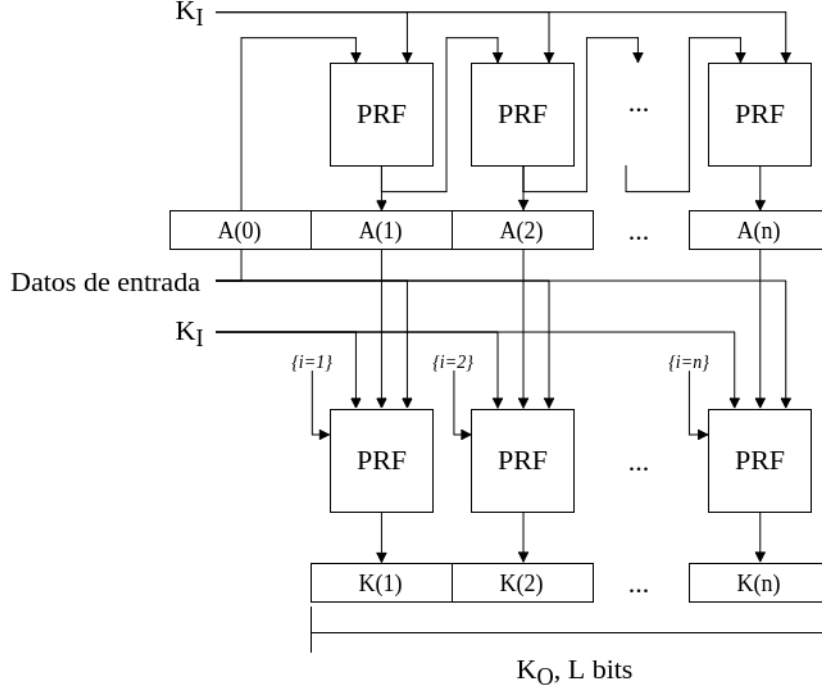 K_I
PRF PRF ... PRF
A(0) A(1) A(2) ... A(n)
Datos de entrada
K_I
{i=1} {i=2} {i=n}
PRF PRF ... PRF
K(1) K(2) ... K(n)
K_O, L bits